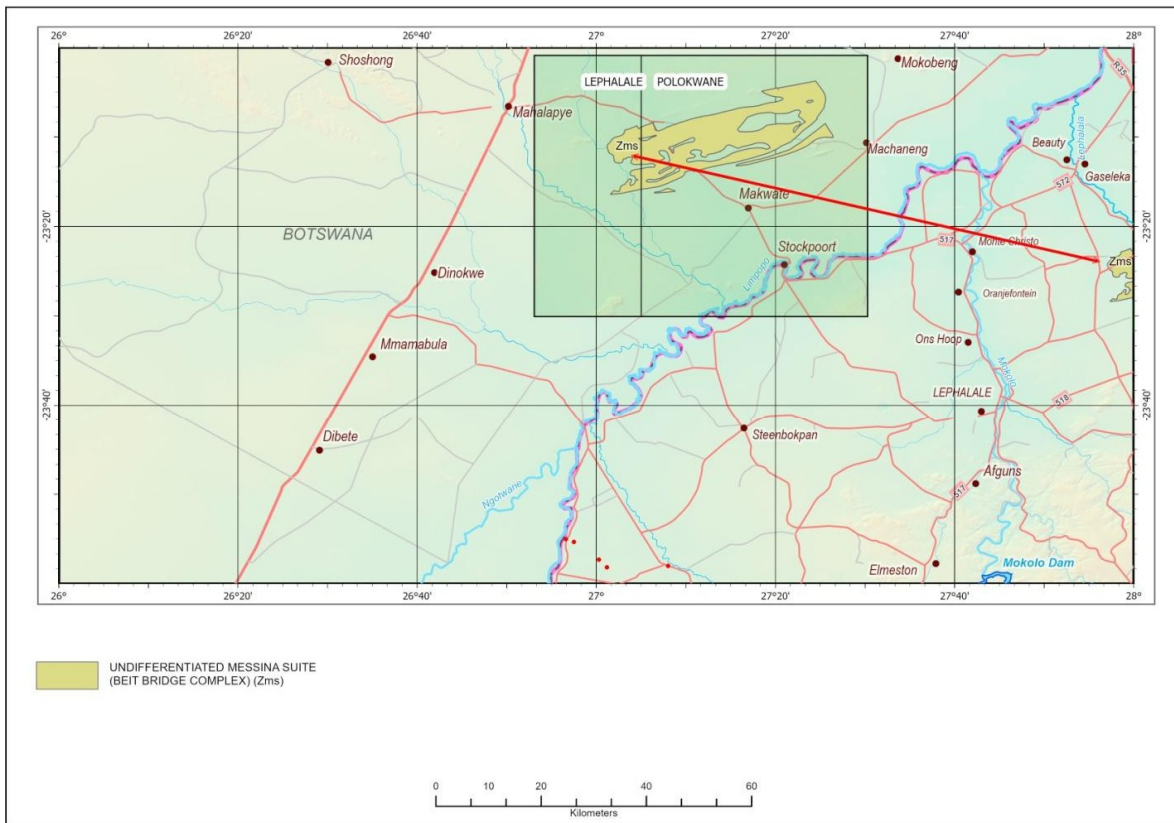 26°
26°20'
26°40'
27°
27°20'
27°40'
28°
Shoshong
Mahalapye
LEPHALALE
POLOKWANE
Mokobeng
R35
Zms
Machaneng
Beauty
Lephalala
Gaseleka
572
Makwate
-23°20'
BOTSWANA
-23°20'
Stockpoort
517
Monte Christo
Zms
Dinokwe
Limpopo
Oranjefontein
Mmamabula
Ons Hoop
Mokolo
-23°40'
LEPHALALE
518
-23°40'
Steenbokpan
Dibete
Ngotwane
Afguns
517
Elmeston
Mokolo Dam
26°
26°20'
26°40'
27°
27°20'
27°40'
28°
UNDIFFERENTIATED MESSINA SUITE
(BEIT BRIDGE COMPLEX) (Zms)
0 10 20 40 60
Kilometers